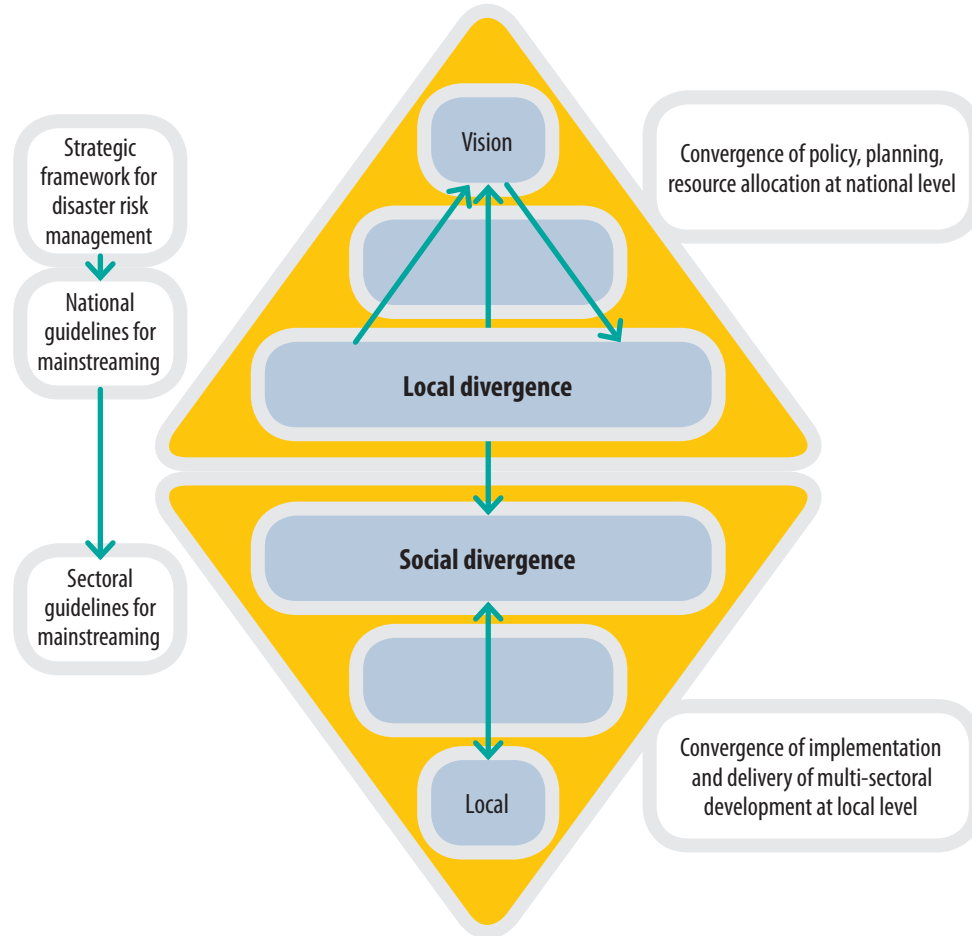 Strategic
framework for
disaster risk
management
National
guidelines for
mainstreaming
Sectoral
guidelines for
mainstreaming
Vision
Local divergence
Social divergence
Local
Convergence of policy, planning,
resource allocation at national level
Convergence of implementation
and delivery of multi-sectoral
development at local level